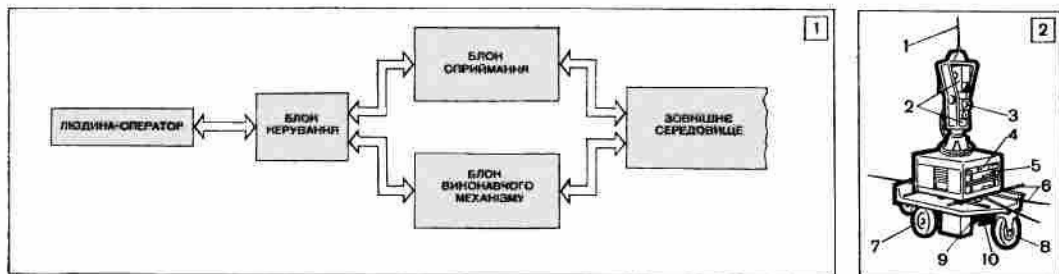 1
БЛОК
СПРИЙМАННЯ
ЛЮДИНА-ОПЕРАТОР
БЛОК
КЕРУВАННЯ
ЗОВНІШНЄ
СЕРЕДОВИЩЕ
БЛОК
ВИКОНАВЧОГО
МЕХАНІЗМУ
2
1
2
3
4
5
6
7
8
9
10